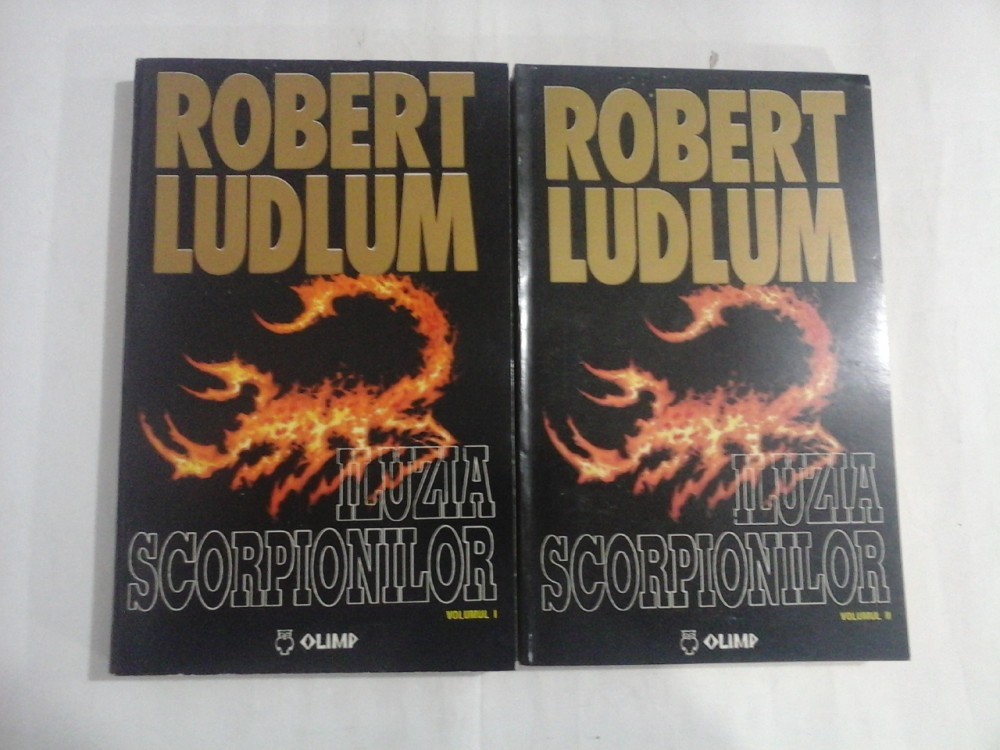 ROBERT
LUDLUM
ILUZIA
SCORPIONILOR
VOLUMUL I
OLIMP
ROBERT
LUDLUM
ILUZIA
SCORPIONILOR
VOLUMUL II
OLIMP